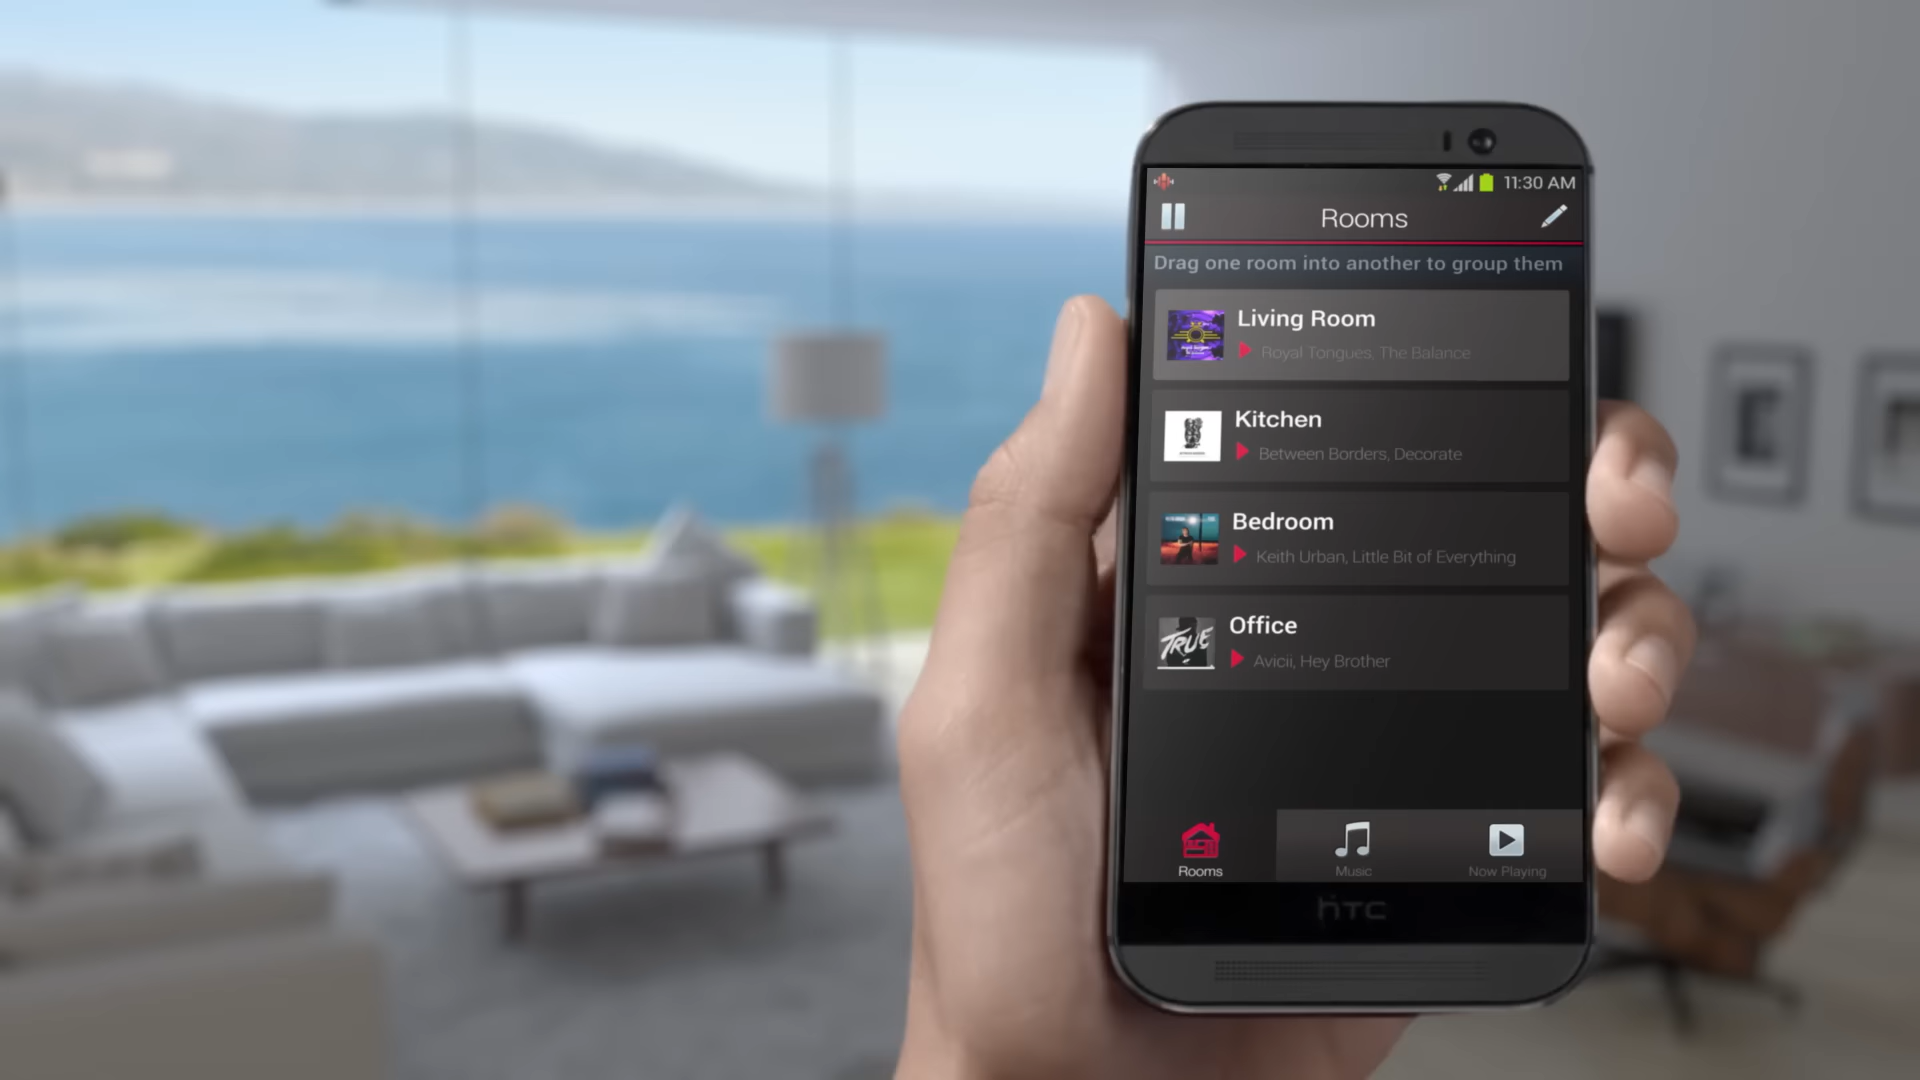 11:30 AM
Rooms
Drag one room into another to group them
Living Room
Royal Tongues, The Balance
Kitchen
Between Borders, Decorate
Bedroom
Keith Urban, Little Bit of Everything
TRUE
Office
Avicii, Hey Brother
Rooms
Music
Now Playing
hTC